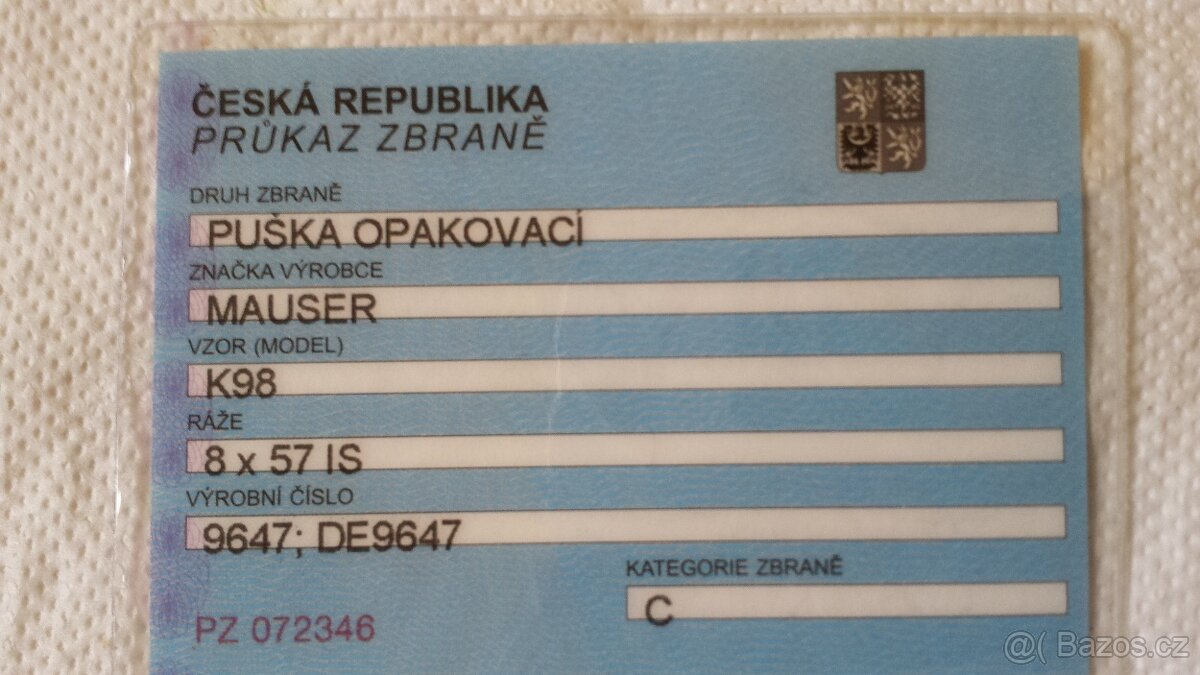 ČESKÁ REPUBLIKA
PRŮKAZ ZBRANĚ
DRUH ZBRANĚ
PUŠKA OPAKOVACÍ
ZNAČKA VÝROBCE
MAUSER
VZOR (MODEL)
K98
RÁŽE
8 x 57 IS
VÝROBNÍ ČÍSLO
9647; DE9647
KATEGORIE ZBRANĚ
C
PZ 072346
@( Bazos.cz